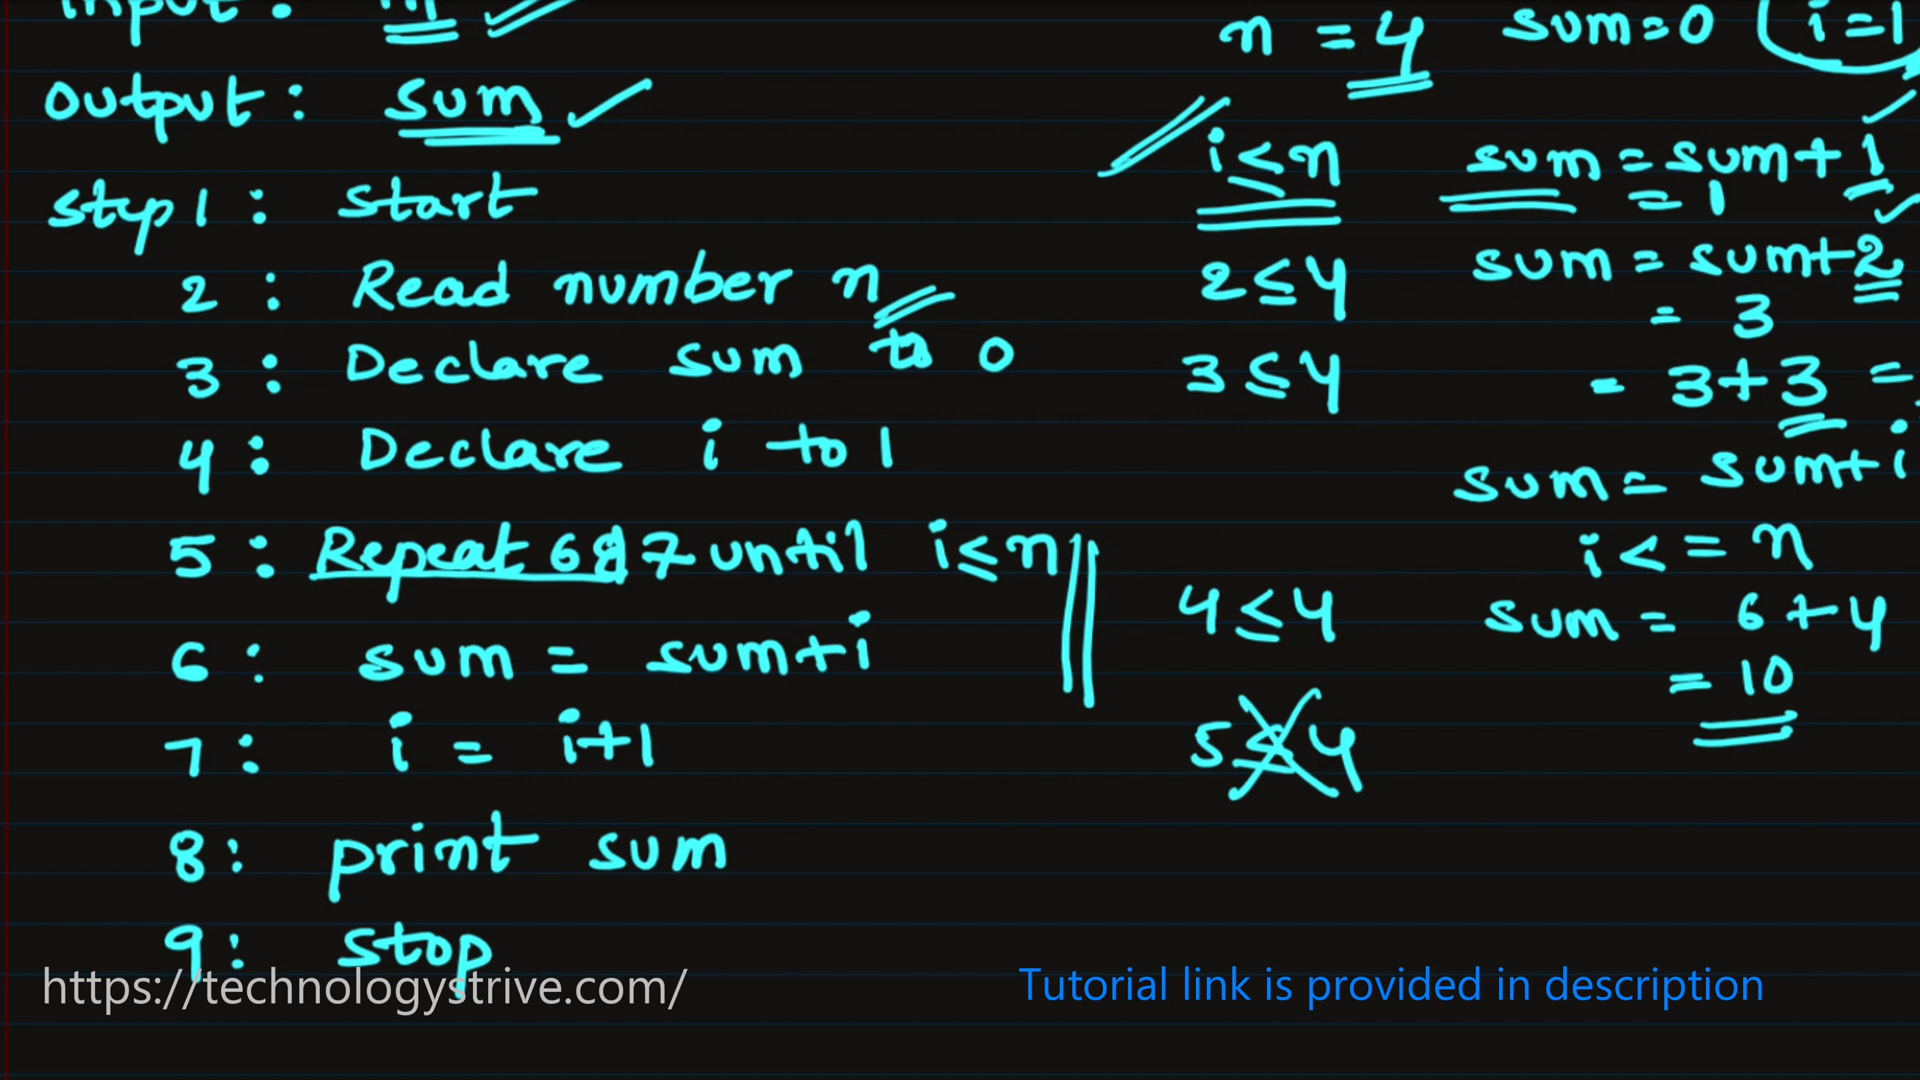 input:
output: sum
step 1: start
2: Read number n
3: Declare sum to 0
4: Declare i to 1
5: Repeat 6 & 7 until i≤n
6: sum = sum+i
7: i = i+1
8: print sum
9: stop
n = 4 sum=0 i=1
i≤n sum=sum+1
= 1
2≤4 sum = sum+2
= 3
3≤4 = 3+3 =
sum= sum+i
i<=n
4≤4 sum= 6+4
= 10
5≤4
https://technologystrive.com/
Tutorial link is provided in description